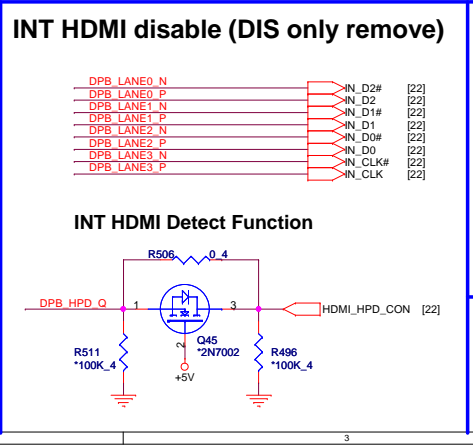 INT HDMI disable (DIS only remove)
DPB_LANE0_N IN_D2# [22]
DPB_LANE0_P IN_D2 [22]
DPB_LANE1_N IN_D1# [22]
DPB_LANE1_P IN_D1 [22]
DPB_LANE2_N IN_D0# [22]
DPB_LANE2_P IN_D0 [22]
DPB_LANE3_N IN_CLK# [22]
DPB_LANE3_P IN_CLK [22]
INT HDMI Detect Function
R506 0_4
DPB_HPD_Q 1 3 HDMI_HPD_CON [22]
Q45
*2N7002
2
R511
*100K_4
R496
*100K_4
+5V
3